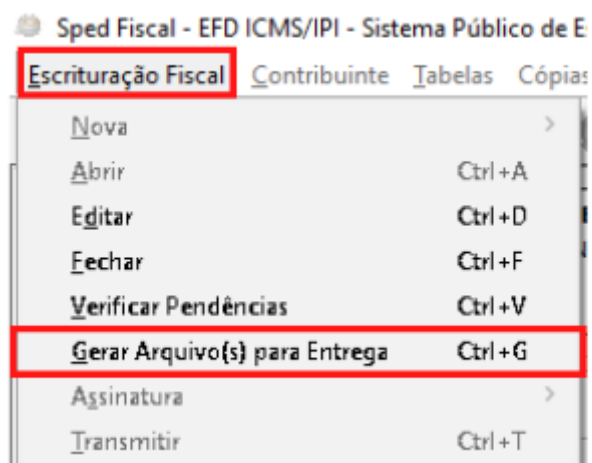 Sped Fiscal - EFD ICMS/IPI - Sistema Público de E
Escrituração Fiscal Contribuinte Tabelas Cópias
Nova >
Abrir Ctrl+A
Editar Ctrl+D
Fechar Ctrl+F
Verificar Pendências Ctrl+V
Gerar Arquivo(s) para Entrega Ctrl+G
Assinatura >
Transmitir Ctrl+T